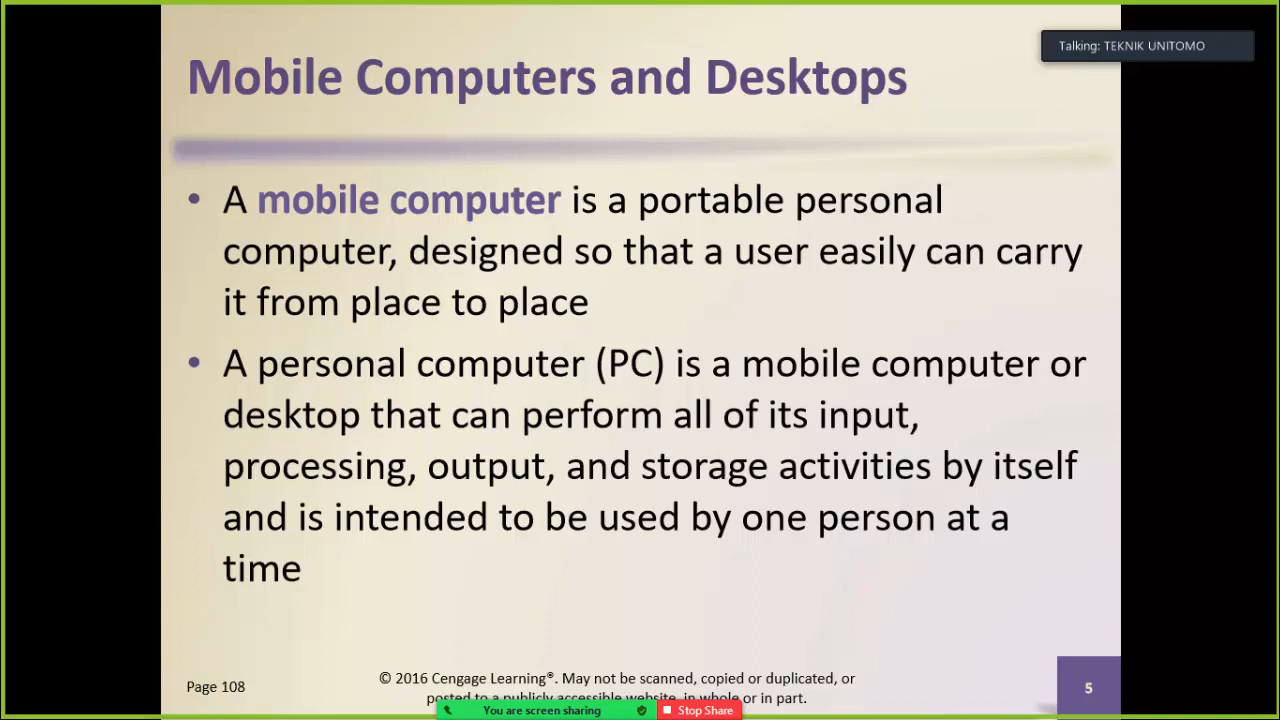 Talking: TEKNIK UNITOMO
Mobile Computers and Desktops
• A mobile computer is a portable personal
computer, designed so that a user easily can carry
it from place to place
• A personal computer (PC) is a mobile computer or
desktop that can perform all of its input,
processing, output, and storage activities by itself
and is intended to be used by one person at a
time
Page 108
© 2016 Cengage Learning®. May not be scanned, copied or duplicated, or
posted to a publicly accessible website, in whole or in part.
5
You are screen sharing
Stop Share